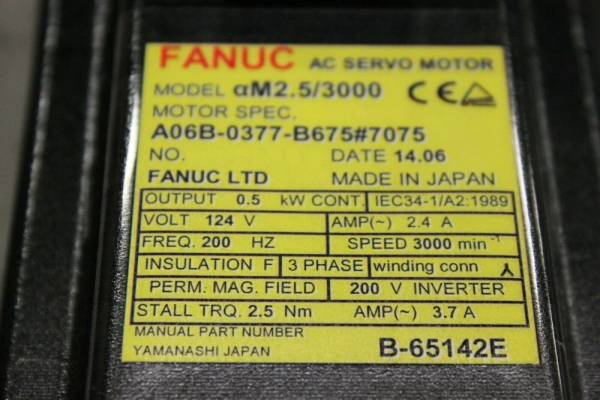 FANUC AC SERVO MOTOR
MODEL αM2.5/3000 CE
MOTOR SPEC.
A06B-0377-B675#7075
NO. DATE 14.06
FANUC LTD MADE IN JAPAN
OUTPUT 0.5 kW CONT. IEC34-1/A2:1989
VOLT 124 V AMP(~) 2.4 A
FREQ. 200 HZ SPEED 3000 min⁻¹
INSULATION F 3 PHASE winding conn
PERM. MAG. FIELD 200 V INVERTER
STALL TRQ. 2.5 Nm AMP(~) 3.7 A
MANUAL PART NUMBER
YAMANASHI JAPAN B-65142E